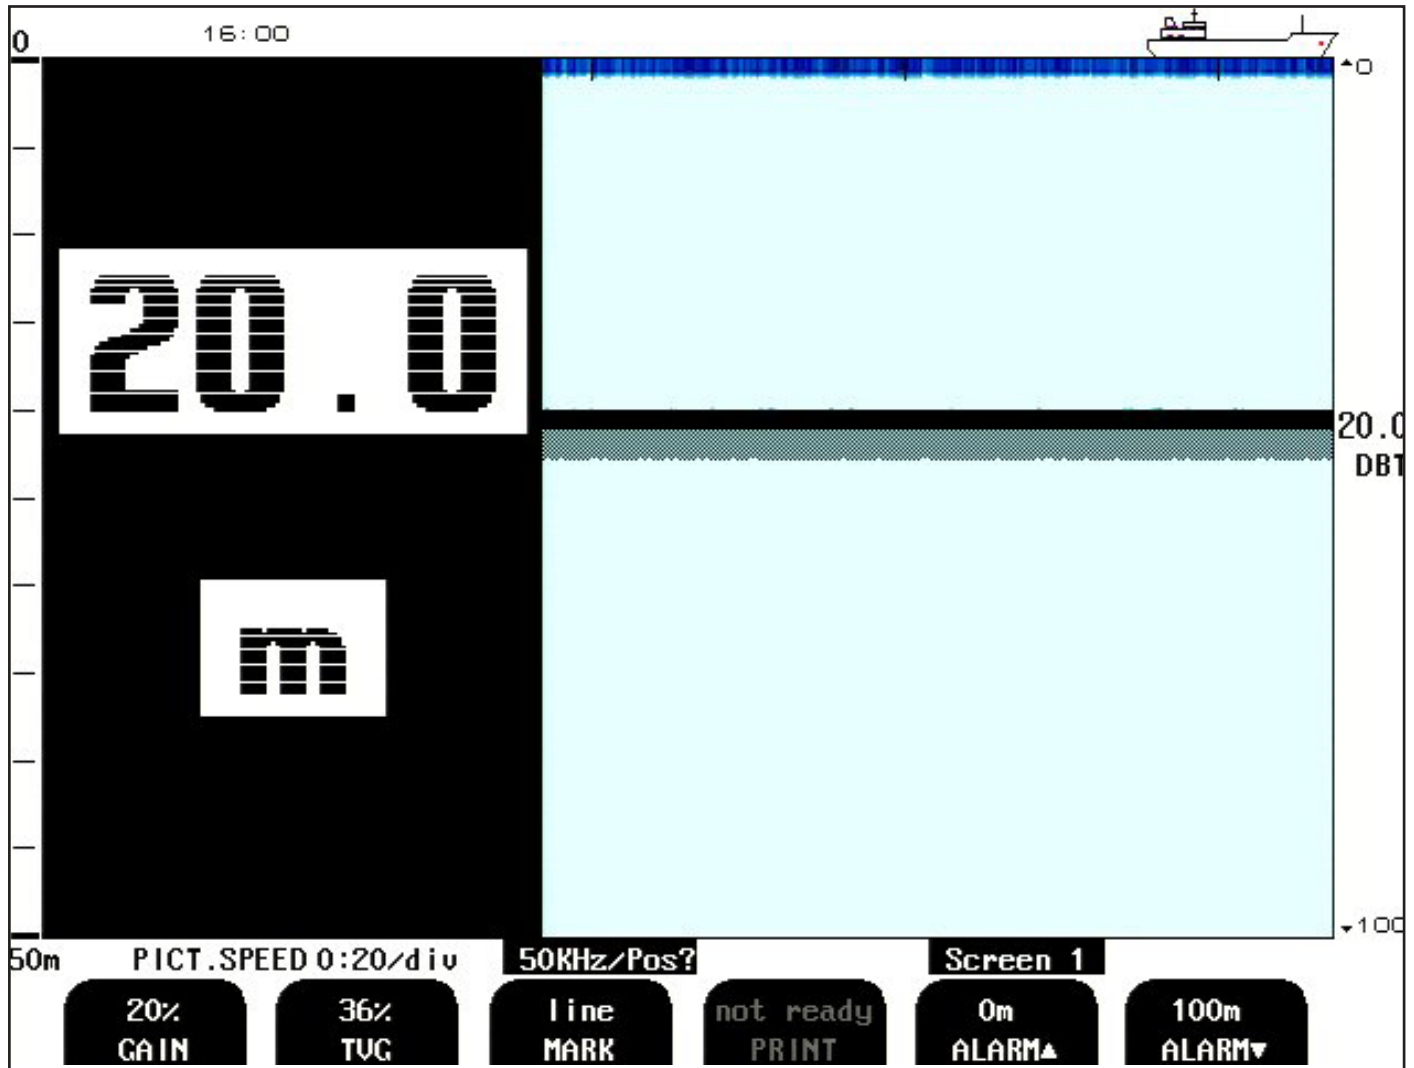 0 16:00
▲0
20.0
20.0
DBT
m
▼100
50m PICT.SPEED 0:20/div 50KHz/Pos? Screen 1
20% 36% line not ready 0m 100m
GAIN TVG MARK PRINT ALARM▲ ALARM▼